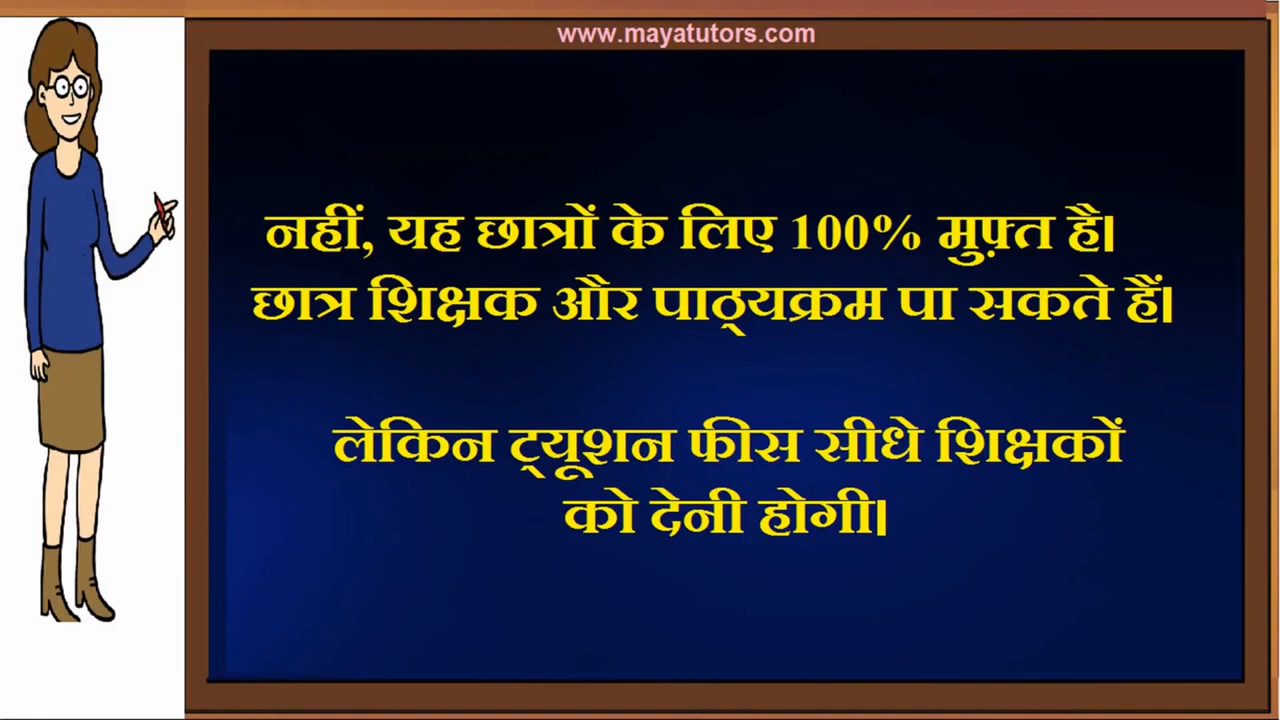 www.mayatutors.com
नहीं, यह छात्रों के लिए 100% मुफ़्त है।
छात्र शिक्षक और पाठ्यक्रम पा सकते हैं।
लेकिन ट्यूशन फीस सीधे शिक्षकों
को देनी होगी।